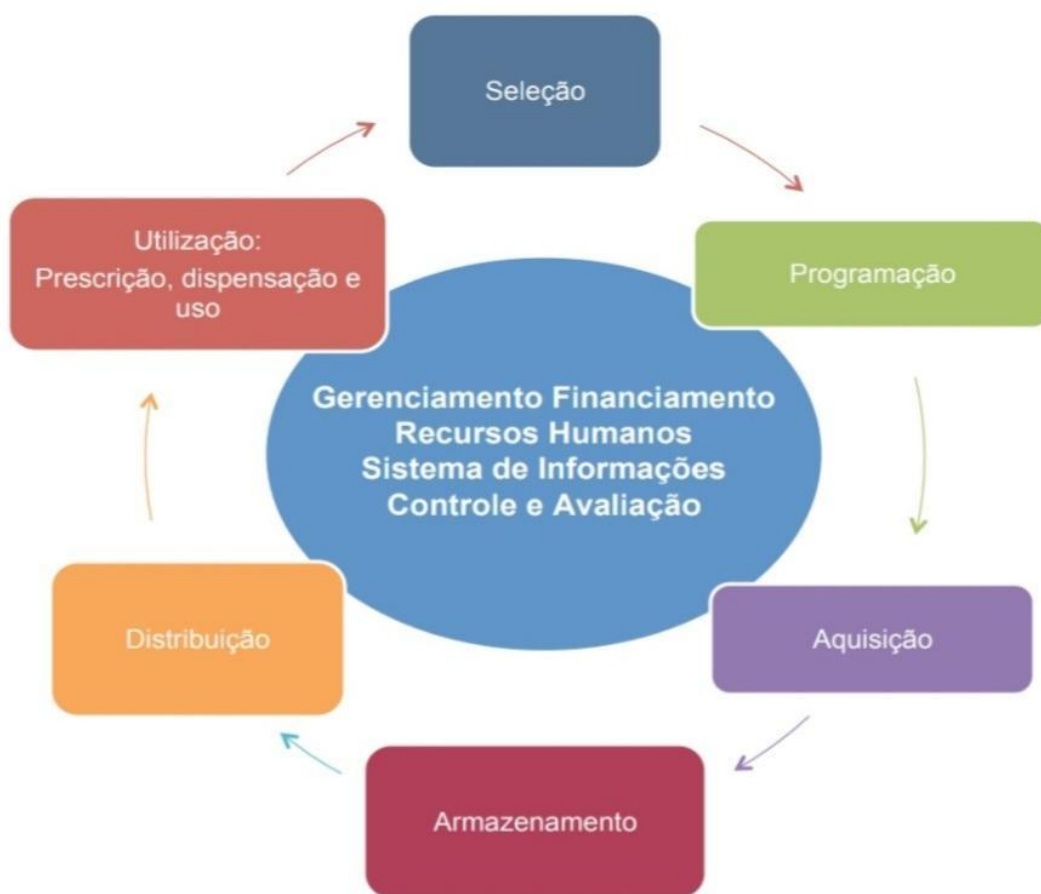 Seleção
Programação
Aquisição
Armazenamento
Distribuição
Utilização:
Prescrição, dispensação e
uso
Gerenciamento Financiamento
Recursos Humanos
Sistema de Informações
Controle e Avaliação